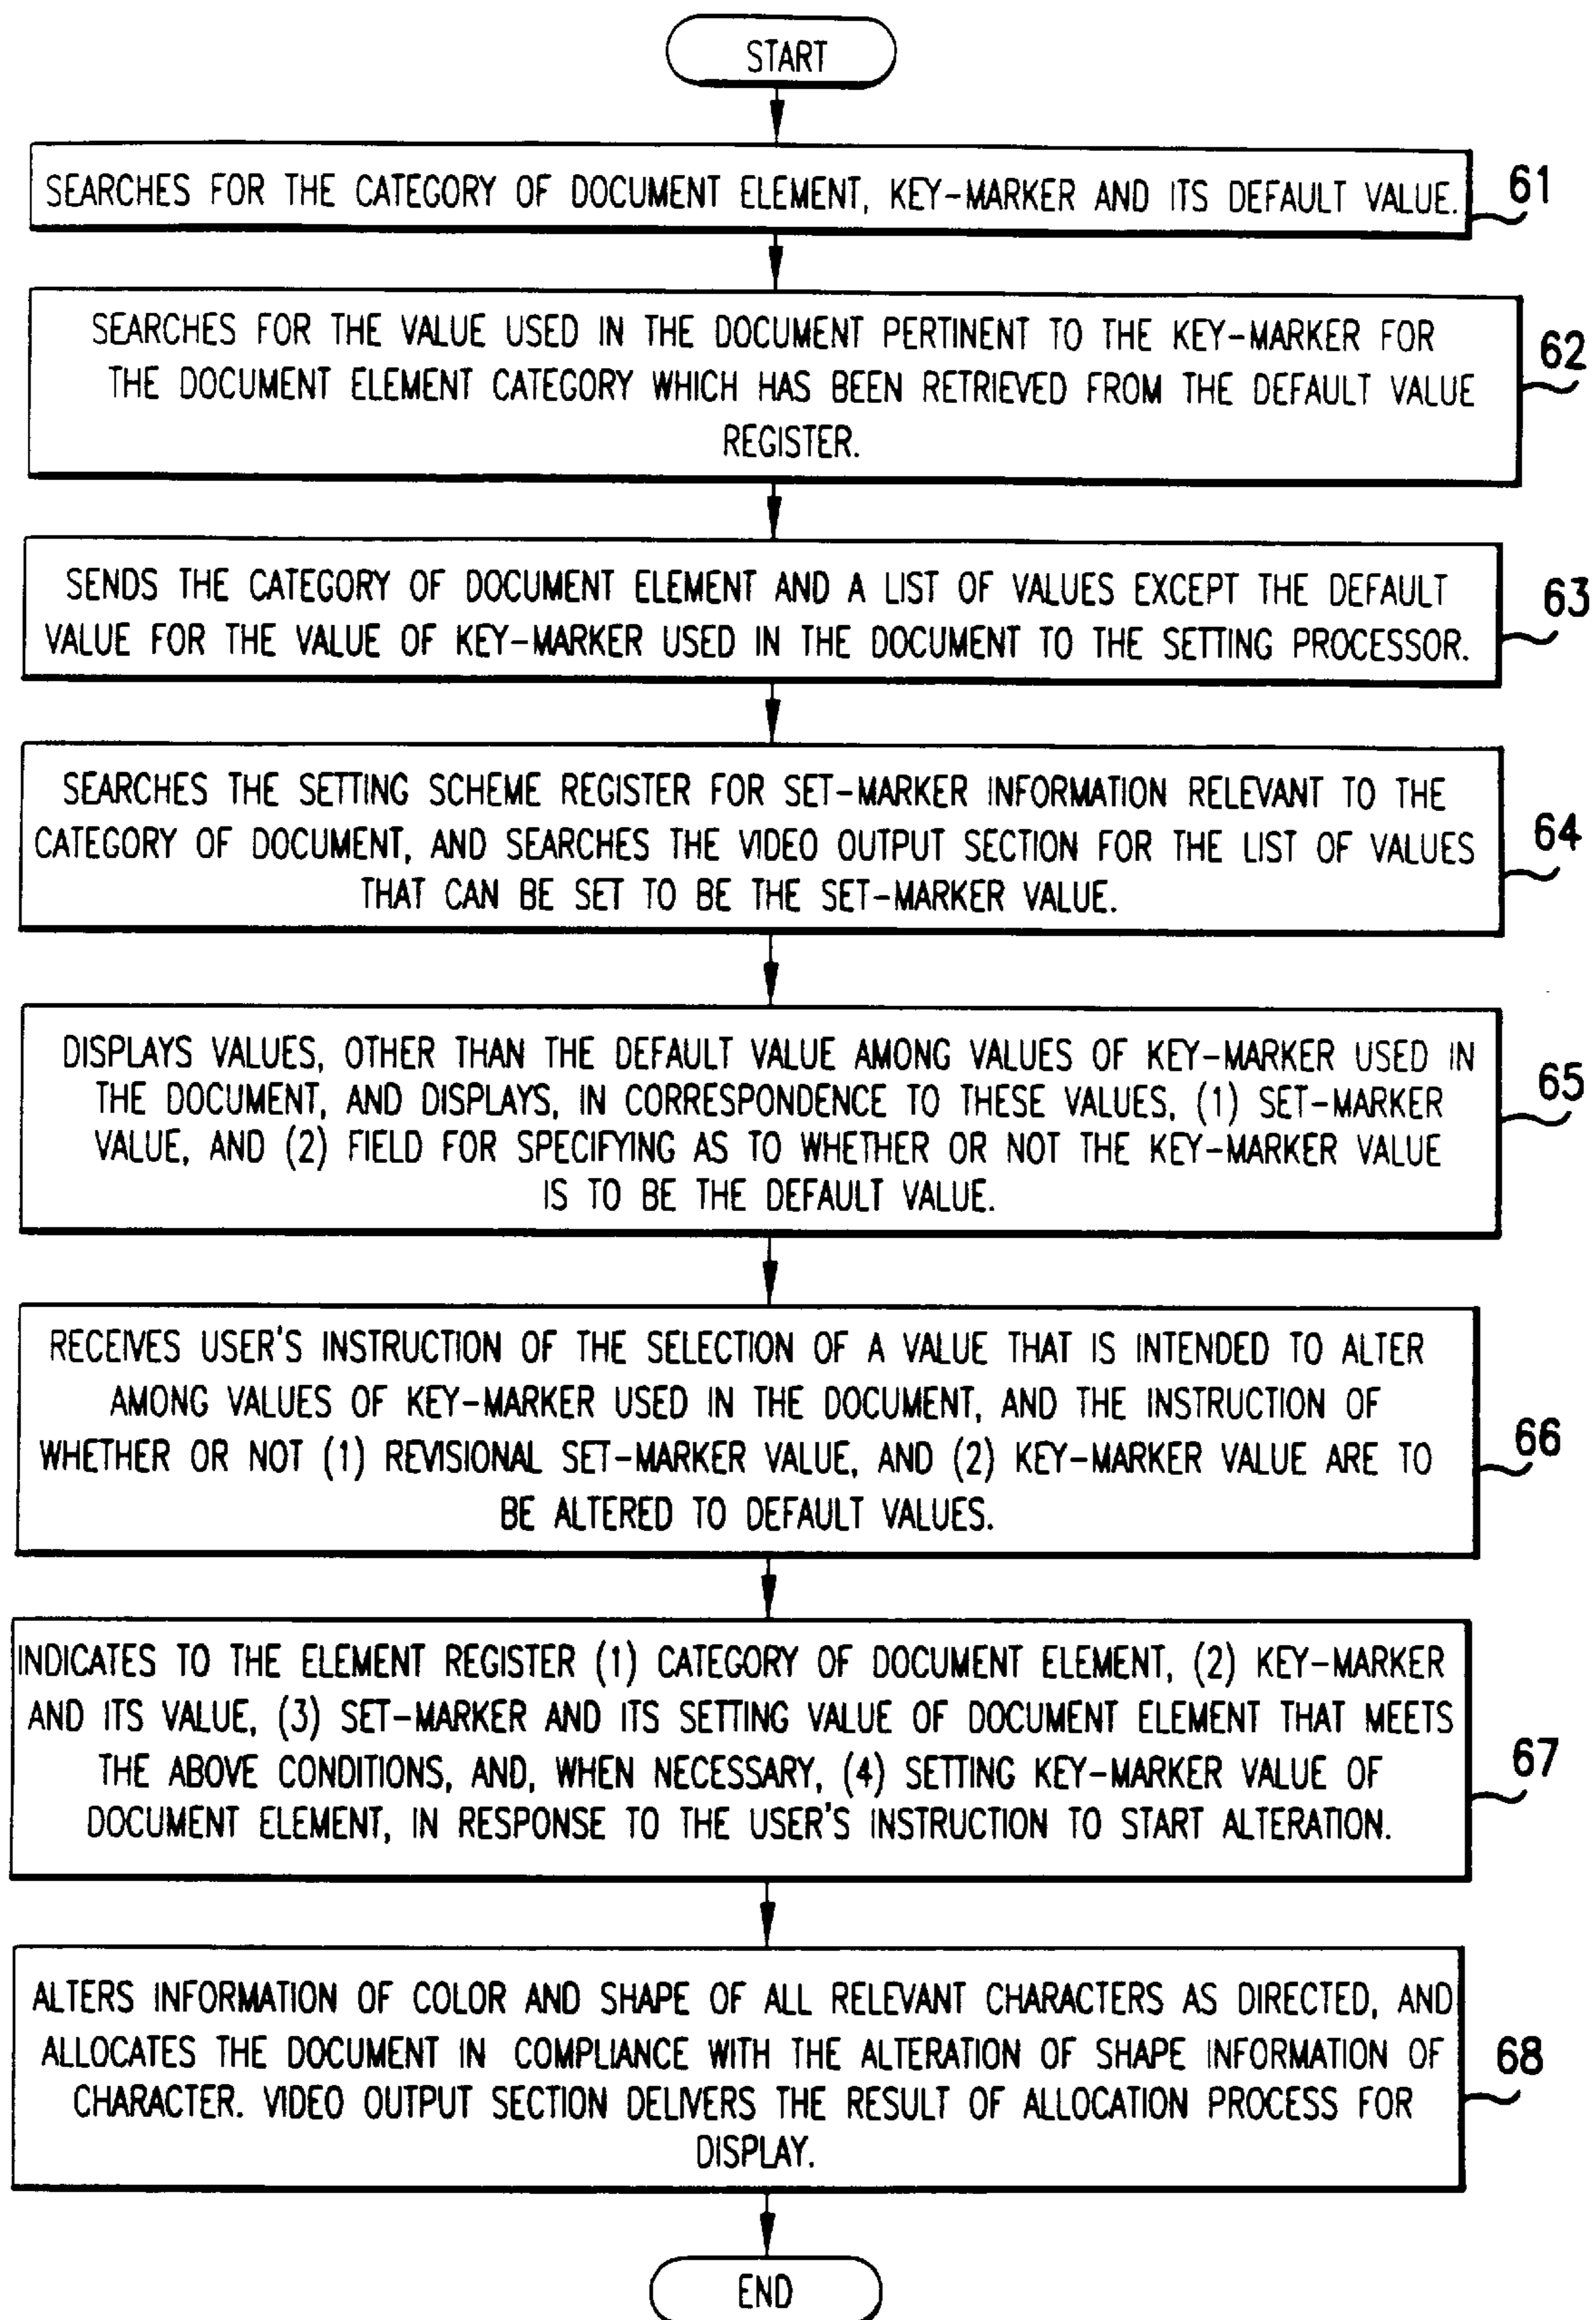 START
SEARCHES FOR THE CATEGORY OF DOCUMENT ELEMENT, KEY-MARKER AND ITS DEFAULT VALUE.
61
SEARCHES FOR THE VALUE USED IN THE DOCUMENT PERTINENT TO THE KEY-MARKER FOR
THE DOCUMENT ELEMENT CATEGORY WHICH HAS BEEN RETRIEVED FROM THE DEFAULT VALUE
REGISTER.
62
SENDS THE CATEGORY OF DOCUMENT ELEMENT AND A LIST OF VALUES EXCEPT THE DEFAULT
VALUE FOR THE VALUE OF KEY-MARKER USED IN THE DOCUMENT TO THE SETTING PROCESSOR.
63
SEARCHES THE SETTING SCHEME REGISTER FOR SET-MARKER INFORMATION RELEVANT TO THE
CATEGORY OF DOCUMENT, AND SEARCHES THE VIDEO OUTPUT SECTION FOR THE LIST OF VALUES
THAT CAN BE SET TO BE THE SET-MARKER VALUE.
64
DISPLAYS VALUES, OTHER THAN THE DEFAULT VALUE AMONG VALUES OF KEY-MARKER USED IN
THE DOCUMENT, AND DISPLAYS, IN CORRESPONDENCE TO THESE VALUES, (1) SET-MARKER
VALUE, AND (2) FIELD FOR SPECIFYING AS TO WHETHER OR NOT THE KEY-MARKER VALUE
IS TO BE THE DEFAULT VALUE.
65
RECEIVES USER'S INSTRUCTION OF THE SELECTION OF A VALUE THAT IS INTENDED TO ALTER
AMONG VALUES OF KEY-MARKER USED IN THE DOCUMENT, AND THE INSTRUCTION OF
WHETHER OR NOT (1) REVISIONAL SET-MARKER VALUE, AND (2) KEY-MARKER VALUE ARE TO
BE ALTERED TO DEFAULT VALUES.
66
INDICATES TO THE ELEMENT REGISTER (1) CATEGORY OF DOCUMENT ELEMENT, (2) KEY-MARKER
AND ITS VALUE, (3) SET-MARKER AND ITS SETTING VALUE OF DOCUMENT ELEMENT THAT MEETS
THE ABOVE CONDITIONS, AND, WHEN NECESSARY, (4) SETTING KEY-MARKER VALUE OF
DOCUMENT ELEMENT, IN RESPONSE TO THE USER'S INSTRUCTION TO START ALTERATION.
67
ALTERS INFORMATION OF COLOR AND SHAPE OF ALL RELEVANT CHARACTERS AS DIRECTED, AND
ALLOCATES THE DOCUMENT IN COMPLIANCE WITH THE ALTERATION OF SHAPE INFORMATION OF
CHARACTER. VIDEO OUTPUT SECTION DELIVERS THE RESULT OF ALLOCATION PROCESS FOR
DISPLAY.
68
END